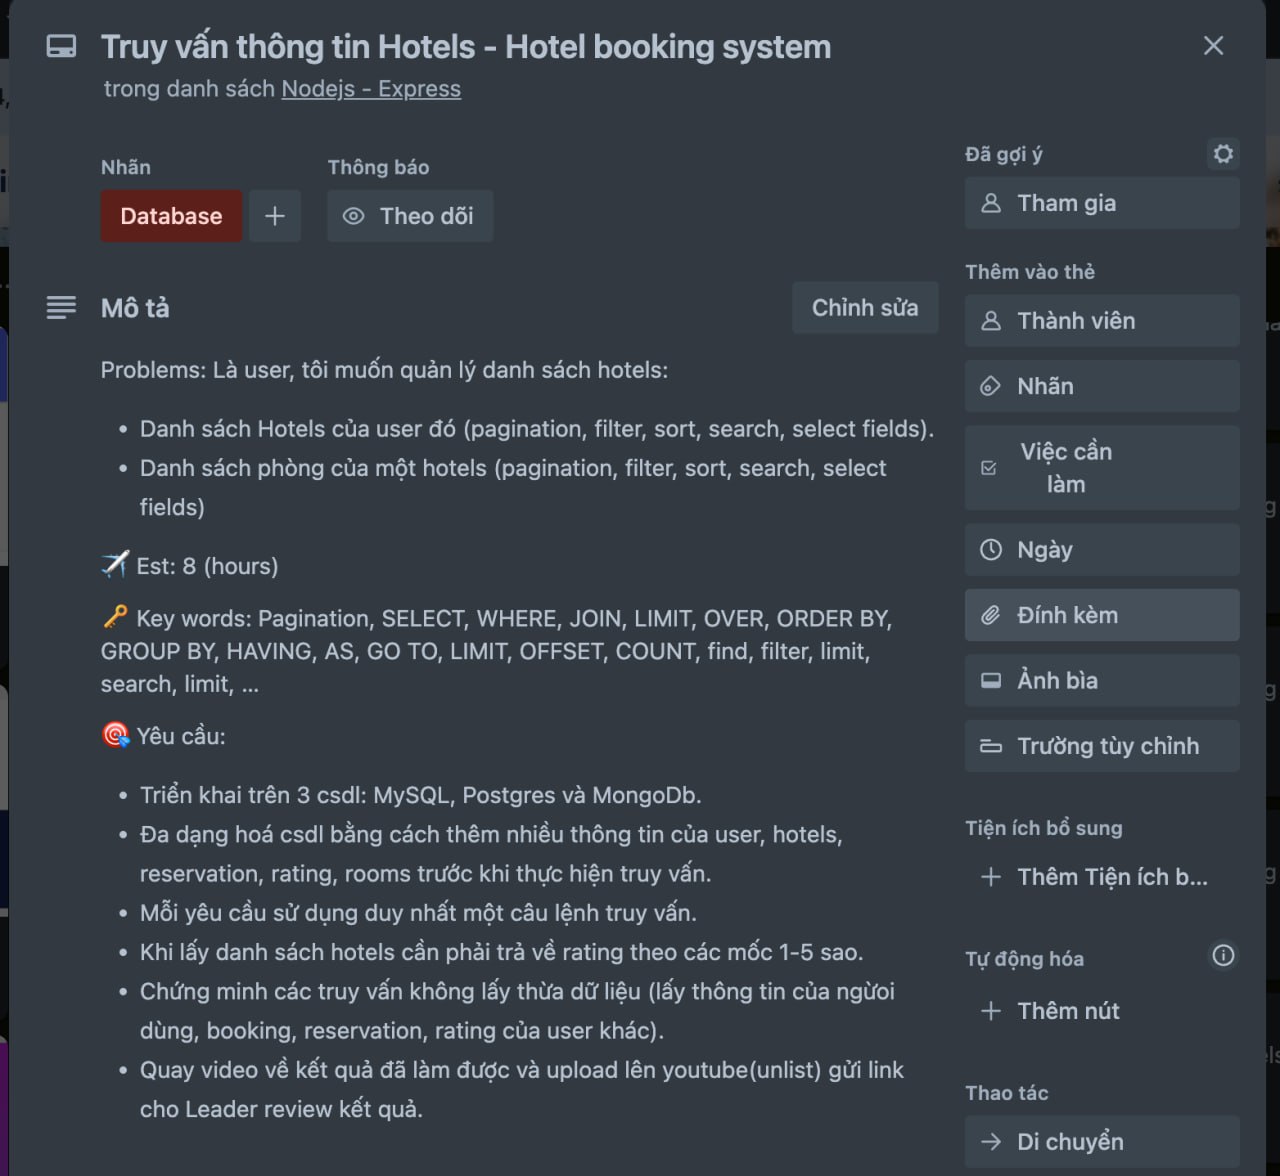 Truy vấn thông tin Hotels - Hotel booking system
trong danh sách Nodejs - Express
Nhãn
Thông báo
Database
Theo dõi
Mô tả
Chỉnh sửa
Problems: Là user, tôi muốn quản lý danh sách hotels:
• Danh sách Hotels của user đó (pagination, filter, sort, search, select fields).
• Danh sách phòng của một hotels (pagination, filter, sort, search, select
fields)
✈️ Est: 8 (hours)
🔑 Key words: Pagination, SELECT, WHERE, JOIN, LIMIT, OVER, ORDER BY,
GROUP BY, HAVING, AS, GO TO, LIMIT, OFFSET, COUNT, find, filter, limit,
search, limit, ...
🎯 Yêu cầu:
• Triển khai trên 3 csdl: MySQL, Postgres và MongoDb.
• Đa dạng hoá csdl bằng cách thêm nhiều thông tin của user, hotels,
reservation, rating, rooms trước khi thực hiện truy vấn.
• Mỗi yêu cầu sử dụng duy nhất một câu lệnh truy vấn.
• Khi lấy danh sách hotels cần phải trả về rating theo các mốc 1-5 sao.
• Chứng minh các truy vấn không lấy thừa dữ liệu (lấy thông tin của ngừoi
dùng, booking, reservation, rating của user khác).
• Quay video về kết quả đã làm được và upload lên youtube(unlist) gửi link
cho Leader review kết quả.
Đã gợi ý
Tham gia
Thêm vào thẻ
Thành viên
Nhãn
Việc cần
làm
Ngày
Đính kèm
Ảnh bìa
Trường tùy chỉnh
Tiện ích bổ sung
Thêm Tiện ích b...
Tự động hóa
Thêm nút
Thao tác
Di chuyển